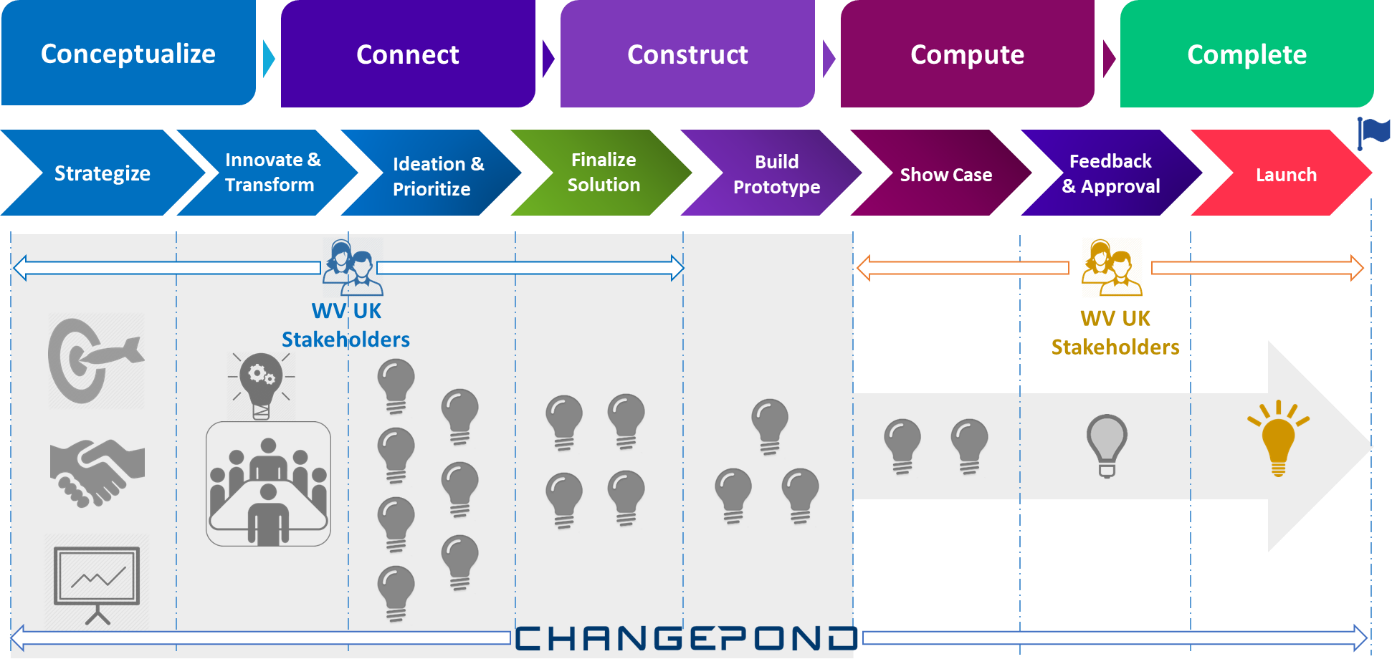 Conceptualize
Connect
Construct
Compute
Complete
Strategize
Innovate &
Transform
Ideation &
Prioritize
Finalize
Solution
Build
Prototype
Show Case
Feedback
& Approval
Launch
WV UK
Stakeholders
WV UK
Stakeholders
CHANGEPOND